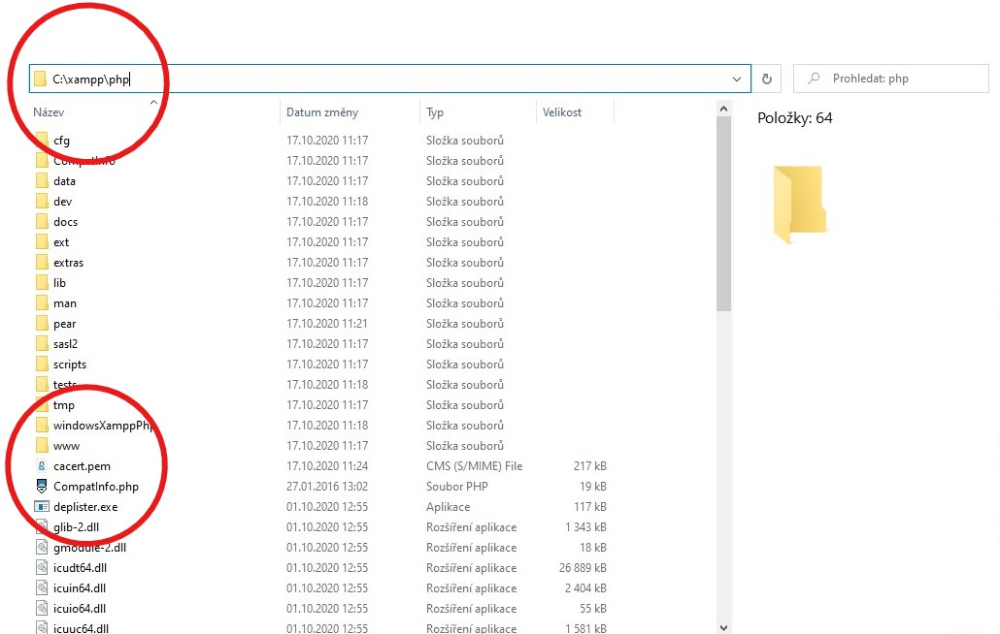 C:\xampp\php
Prohledat: php
Název Datum změny Typ Velikost
Položky: 64
cfg 17.10.2020 11:17 Složka souborů
CompatInfo 17.10.2020 11:17 Složka souborů
data 17.10.2020 11:17 Složka souborů
dev 17.10.2020 11:18 Složka souborů
docs 17.10.2020 11:17 Složka souborů
ext 17.10.2020 11:17 Složka souborů
extras 17.10.2020 11:17 Složka souborů
lib 17.10.2020 11:17 Složka souborů
man 17.10.2020 11:17 Složka souborů
pear 17.10.2020 11:21 Složka souborů
sasl2 17.10.2020 11:17 Složka souborů
scripts 17.10.2020 11:17 Složka souborů
tests 17.10.2020 11:18 Složka souborů
tmp 17.10.2020 11:17 Složka souborů
windowsXamppPhp 17.10.2020 11:18 Složka souborů
www 17.10.2020 11:17 Složka souborů
cacert.pem 17.10.2020 11:24 CMS (S/MIME) File 217 kB
CompatInfo.php 27.01.2016 13:02 Soubor PHP 19 kB
deplister.exe 01.10.2020 12:55 Aplikace 117 kB
glib-2.dll 01.10.2020 12:55 Rozšíření aplikace 1 343 kB
gmodule-2.dll 01.10.2020 12:55 Rozšíření aplikace 18 kB
icudt64.dll 01.10.2020 12:55 Rozšíření aplikace 26 889 kB
icuin64.dll 01.10.2020 12:55 Rozšíření aplikace 2 404 kB
icuio64.dll 01.10.2020 12:55 Rozšíření aplikace 55 kB
icuuc64.dll 01.10.2020 12:55 Rozšíření aplikace 1 581 kB